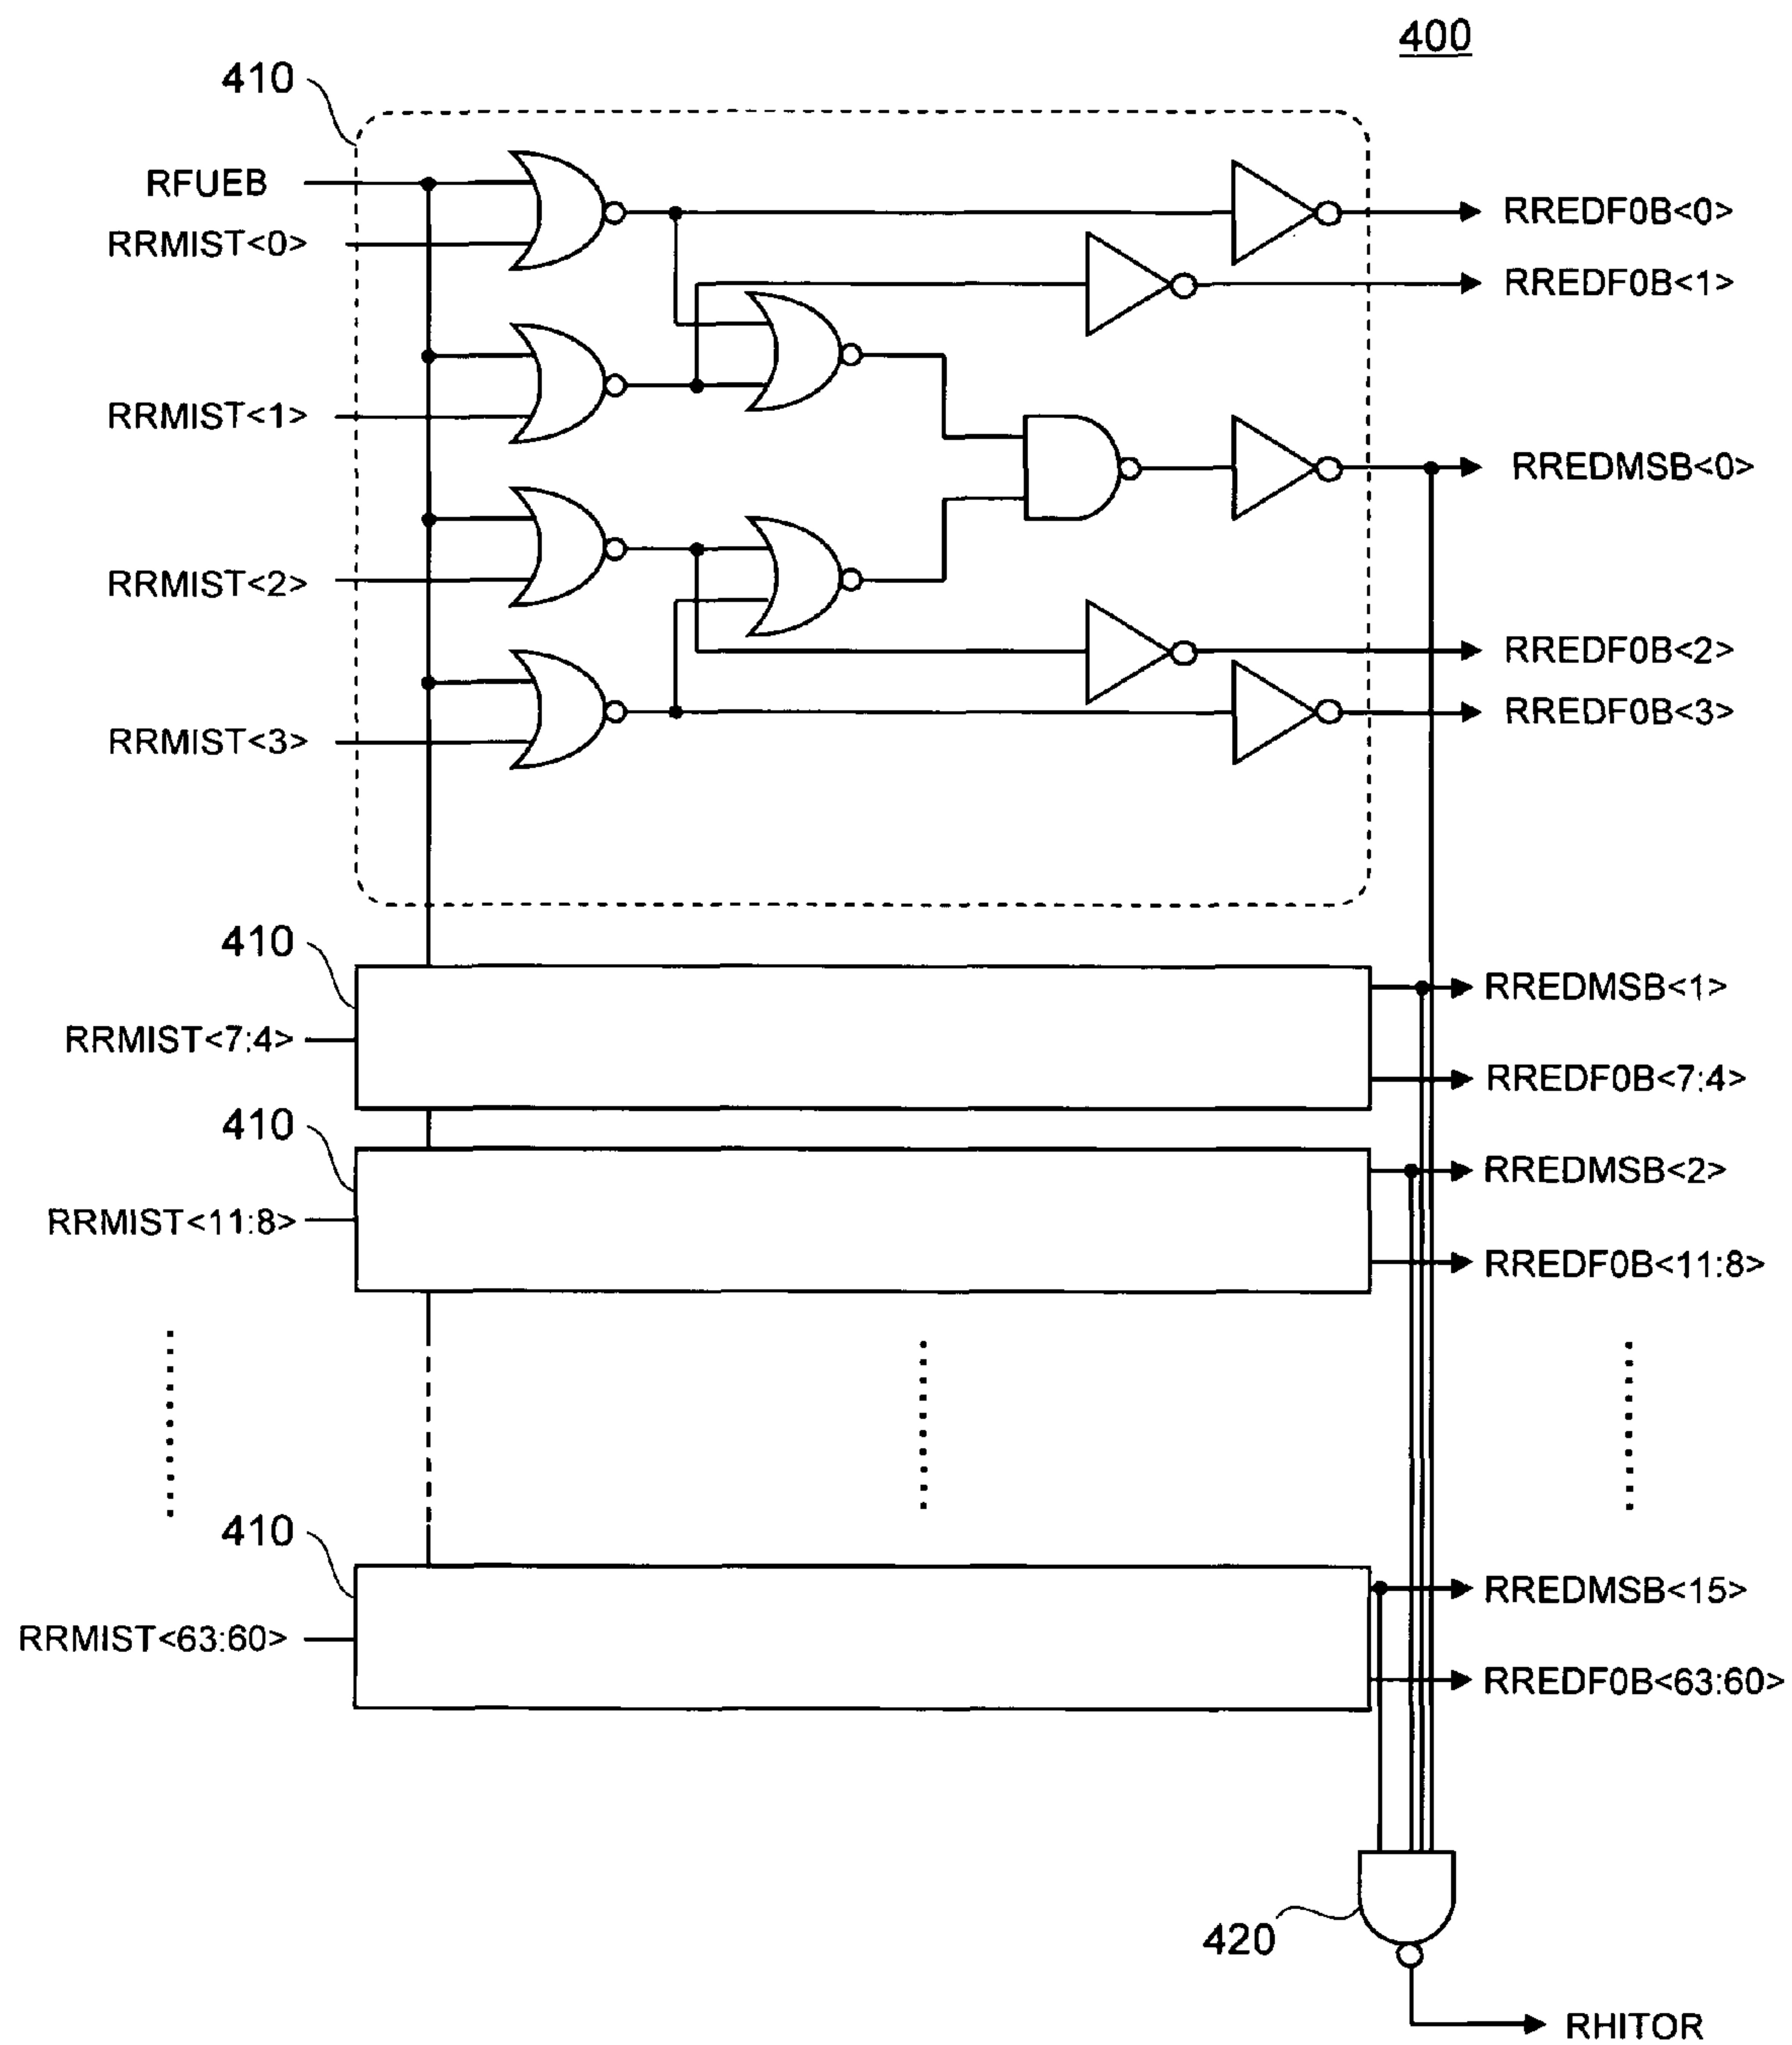 400
410
RFUEB
RRMIST<0>
RREDF0B<0>
RREDF0B<1>
RRMIST<1>
RREDMSB<0>
RRMIST<2>
RREDF0B<2>
RREDF0B<3>
RRMIST<3>
410
RREDMSB<1>
RRMIST<7:4>
RREDF0B<7:4>
410
RREDMSB<2>
RRMIST<11:8>
RREDF0B<11:8>
410
RREDMSB<15>
RRMIST<63:60>
RREDF0B<63:60>
420
RHITOR